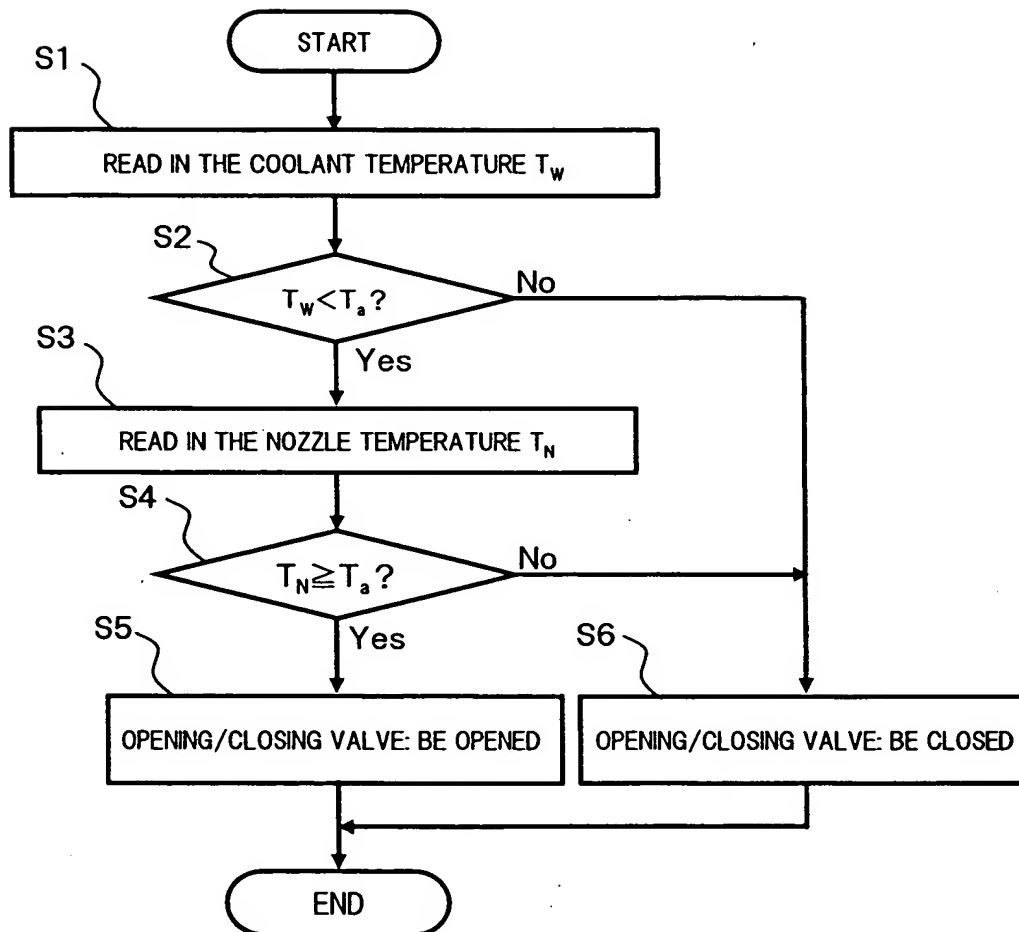 START
S1
READ IN THE COOLANT TEMPERATURE T_W
S2
T_W<T_a?
No
Yes
S3
READ IN THE NOZZLE TEMPERATURE T_N
S4
T_N≧T_a?
No
Yes
S5
OPENING/CLOSING VALVE: BE OPENED
S6
OPENING/CLOSING VALVE: BE CLOSED
END